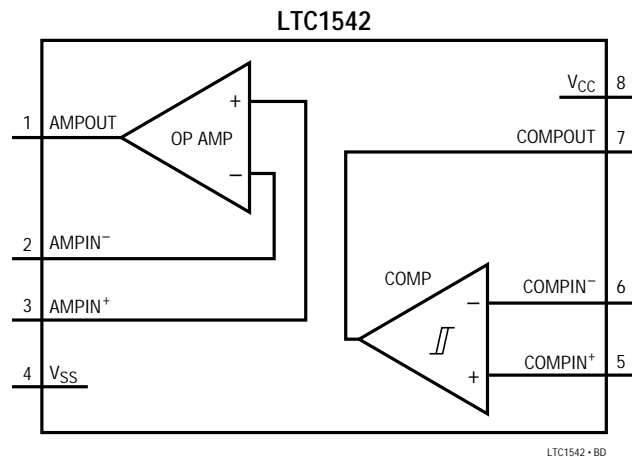 LTC1542
1 AMPOUT
+
OP AMP
−
2 AMPIN⁻
3 AMPIN⁺
4 VSS
VCC 8
COMPOUT 7
COMP
−
COMPIN⁻ 6
+
COMPIN⁺ 5
LTC1542 • BD